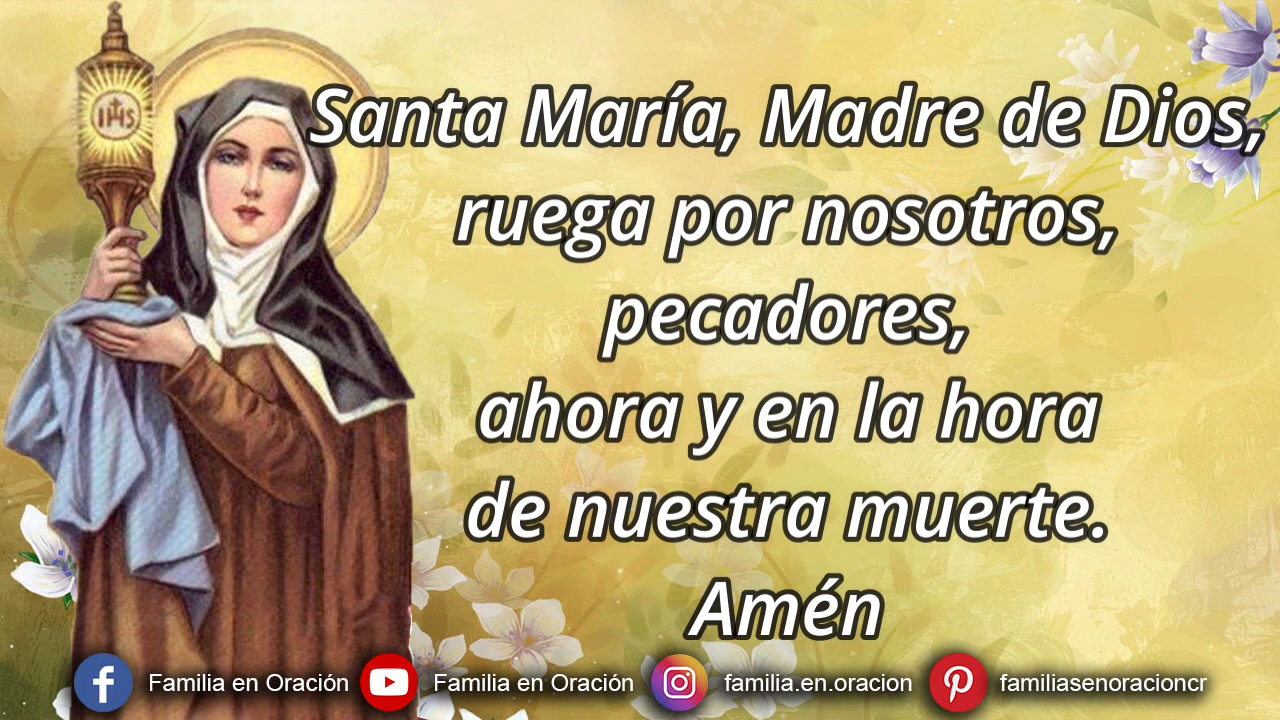 IHS
Santa María, Madre de Dios,
ruega por nosotros,
pecadores,
ahora y en la hora
de nuestra muerte.
Amén
Familia en Oración
Familia en Oración
familia.en.oracion
familiasenoracioncr